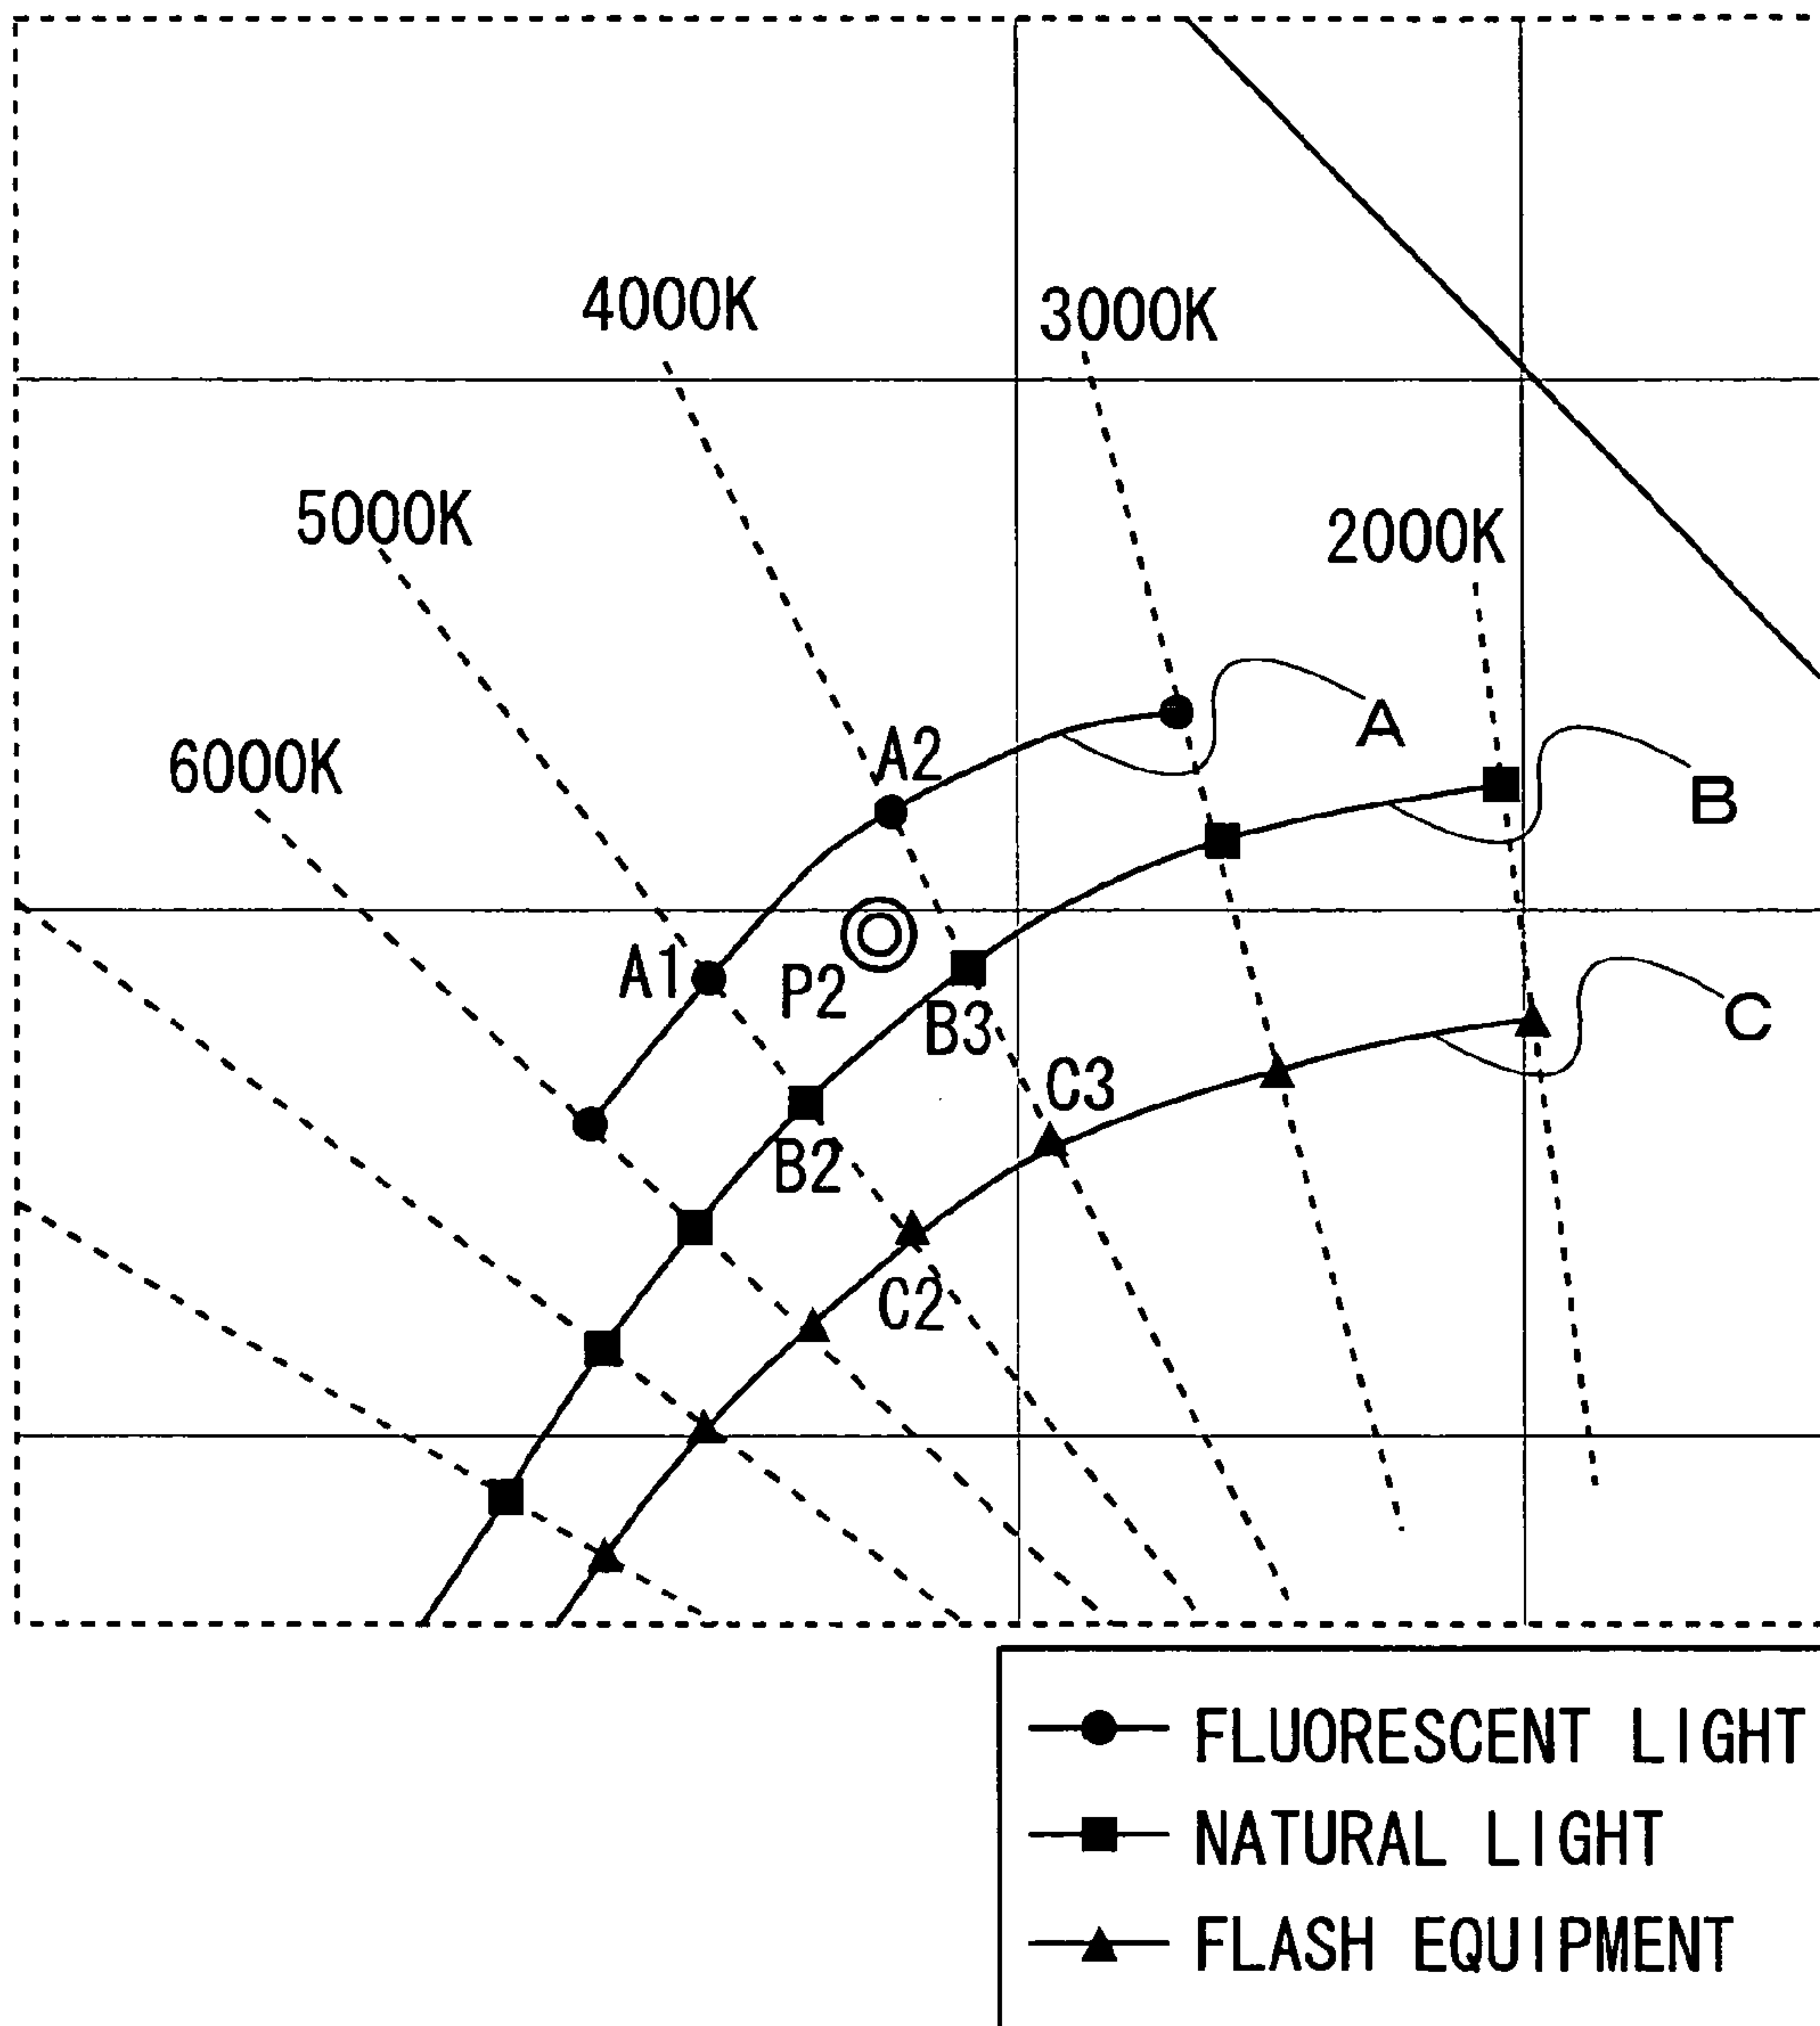 4000K
3000K
5000K
2000K
6000K
A2
A
B
A1
P2
B3
C
C3
B2
C2
FLUORESCENT LIGHT
NATURAL LIGHT
FLASH EQUIPMENT